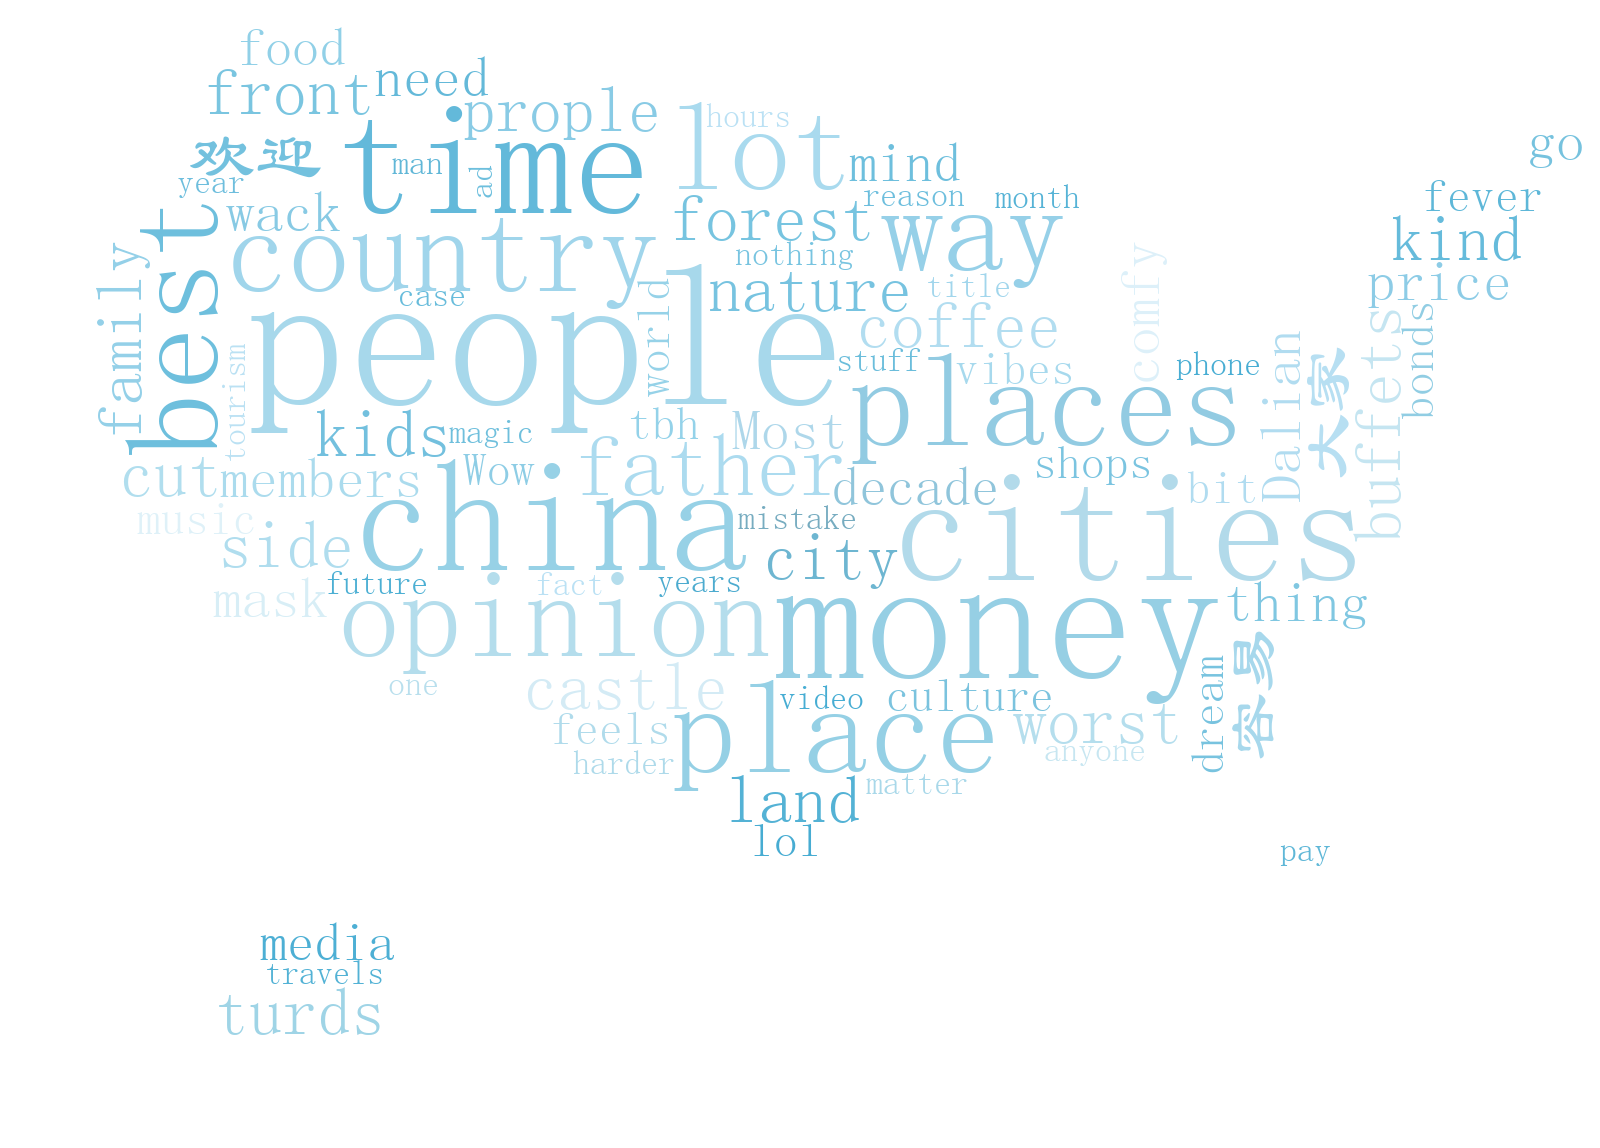 food
front
need
prople
hours
lot
欢迎
time
man
ad
mind
go
year
wack
reason
month
fever
best
country
forest
way
kind
family
case
world
nothing
nature
title
comfy
price
people
coffee
tourism
stuff
vibes
places
phone
Dalian
大家
buffets
bonds
kids
magic
tbh
Most
cut
members
Wow
father
decade
shops
bit
music
side
china
mistake
city
cities
mask
future
fact
years
opinion
money
thing
one
castle
video
culture
dream
容易
feels
place
worst
harder
anyone
land
matter
lol
pay
media
travels
turds